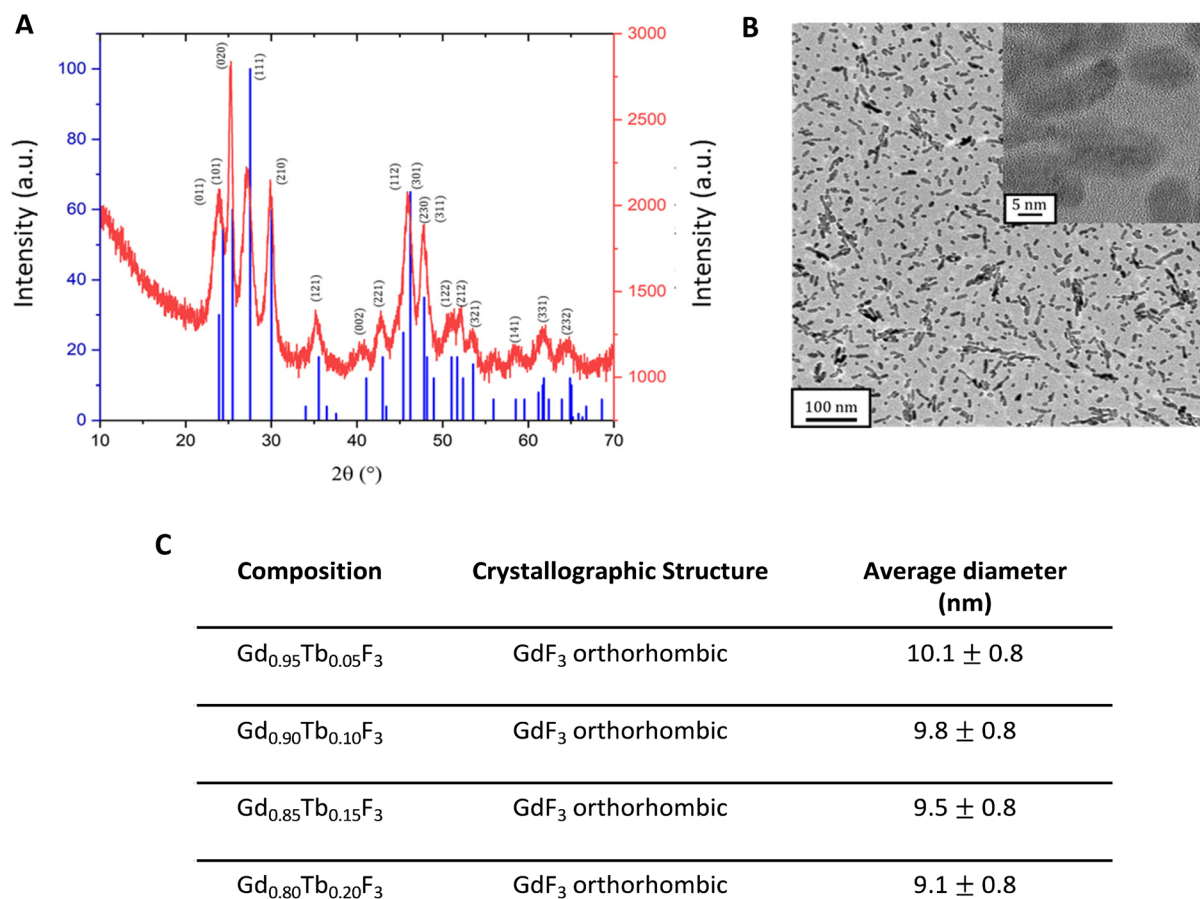 A
B
Intensity (a.u.)
Intensity (a.u.)
100
80
60
40
20
0
3000
2500
2000
1500
1000
10
20
30
40
50
60
70
2θ (°)
(011)
(101)
(020)
(111)
(210)
(121)
(002)
(221)
(112)
(301)
(230)
(311)
(122)
(212)
(321)
(141)
(331)
(232)
5 nm
100 nm
C
Composition Crystallographic Structure Average diameter
(nm)
Gd₀.₉₅Tb₀.₀₅F₃ GdF₃ orthorhombic 10.1 ± 0.8
Gd₀.₉₀Tb₀.₁₀F₃ GdF₃ orthorhombic 9.8 ± 0.8
Gd₀.₈₅Tb₀.₁₅F₃ GdF₃ orthorhombic 9.5 ± 0.8
Gd₀.₈₀Tb₀.₂₀F₃ GdF₃ orthorhombic 9.1 ± 0.8